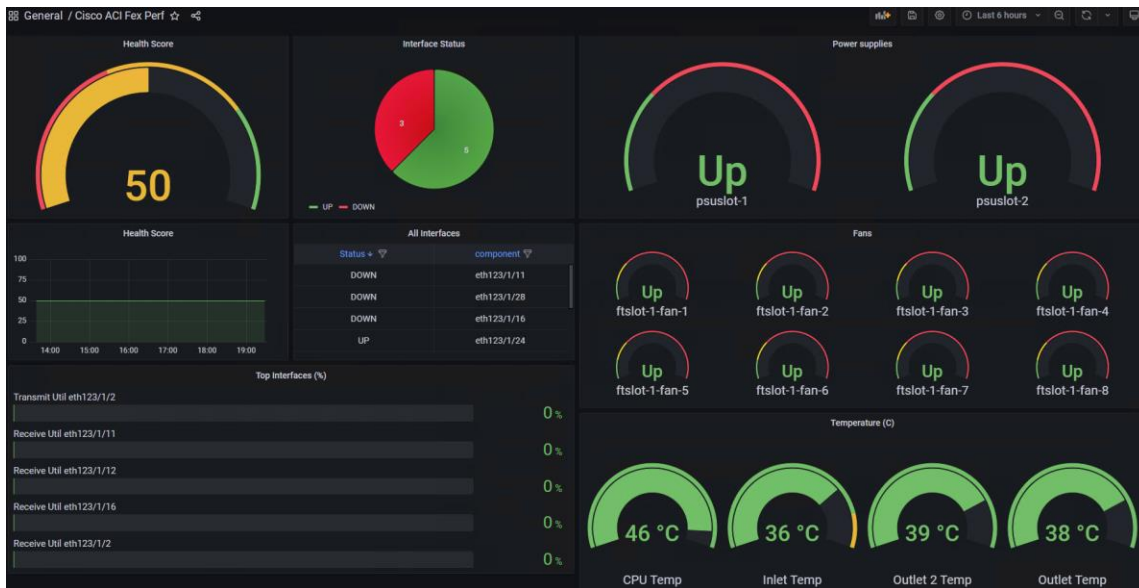 General / Cisco ACI Fex Perf
Last 6 hours
Health Score
50
Interface Status
3
5
UP DOWN
Power supplies
Up
psuslot-1
Up
psuslot-2
Health Score
100
75
50
25
0
14:00 15:00 16:00 17:00 18:00 19:00
All Interfaces
Status component
DOWN eth123/1/11
DOWN eth123/1/28
DOWN eth123/1/16
UP eth123/1/24
Fans
Up Up Up Up
ftslot-1-fan-1 ftslot-1-fan-2 ftslot-1-fan-3 ftslot-1-fan-4
Up Up Up Up
ftslot-1-fan-5 ftslot-1-fan-6 ftslot-1-fan-7 ftslot-1-fan-8
Top Interfaces (%)
Transmit Util eth123/1/2
0 %
Receive Util eth123/1/11
0 %
Receive Util eth123/1/12
0 %
Receive Util eth123/1/16
0 %
Receive Util eth123/1/2
0 %
Temperature (C)
46 °C 36 °C 39 °C 38 °C
CPU Temp Inlet Temp Outlet 2 Temp Outlet Temp